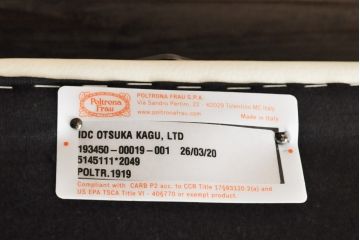 Poltrona
Frau
POLTRONA FRAU S.P.A.
Via Sandro Pertini, 22 - 62029 Tolentino MC Italy
www.poltronafrau.com
Made in Italy
IDC OTSUKA KAGU, LTD
193450-00019-001 26/03/20
5145111*2049
POLTR.1919
Compliant with CARB P2 acc. to CCR Title 17§93120.2(a) and
US EPA TSCA Title VI - 40§770 or exempt product.